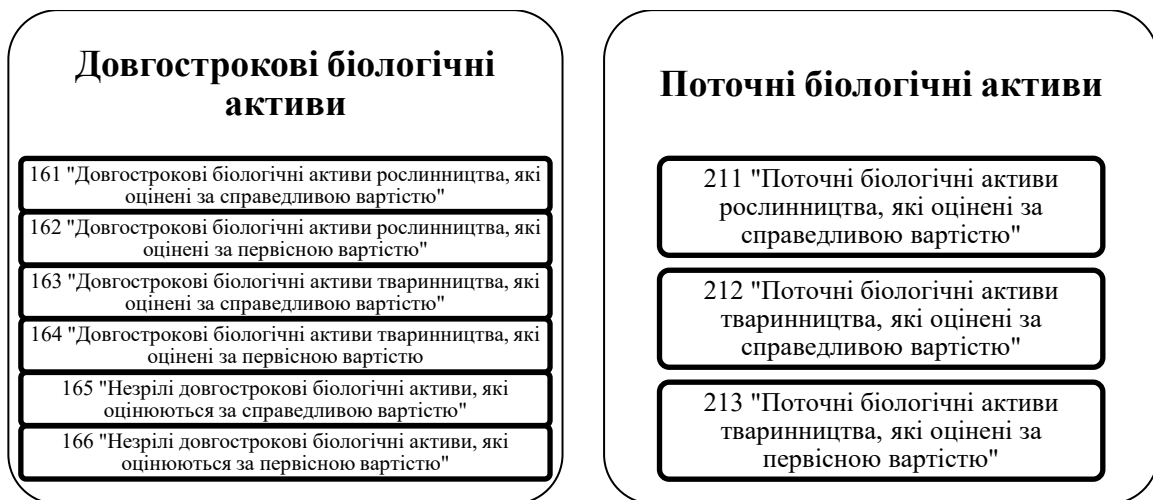 Довгострокові біологічні
активи
161 "Довгострокові біологічні активи рослинництва, які
оцінені за справедливою вартістю"
162 "Довгострокові біологічні активи рослинництва, які
оцінені за первісною вартістю"
163 "Довгострокові біологічні активи тваринництва, які
оцінені за справедливою вартістю"
164 "Довгострокові біологічні активи тваринництва, які
оцінені за первісною вартістю
165 "Незрілі довгострокові біологічні активи, які
оцінюються за справедливою вартістю"
166 "Незрілі довгострокові біологічні активи, які
оцінюються за первісною вартістю"
Поточні біологічні активи
211 "Поточні біологічні активи
рослинництва, які оцінені за
справедливою вартістю"
212 "Поточні біологічні активи
тваринництва, які оцінені за
справедливою вартістю"
213 "Поточні біологічні активи
тваринництва, які оцінені за
первісною вартістю"